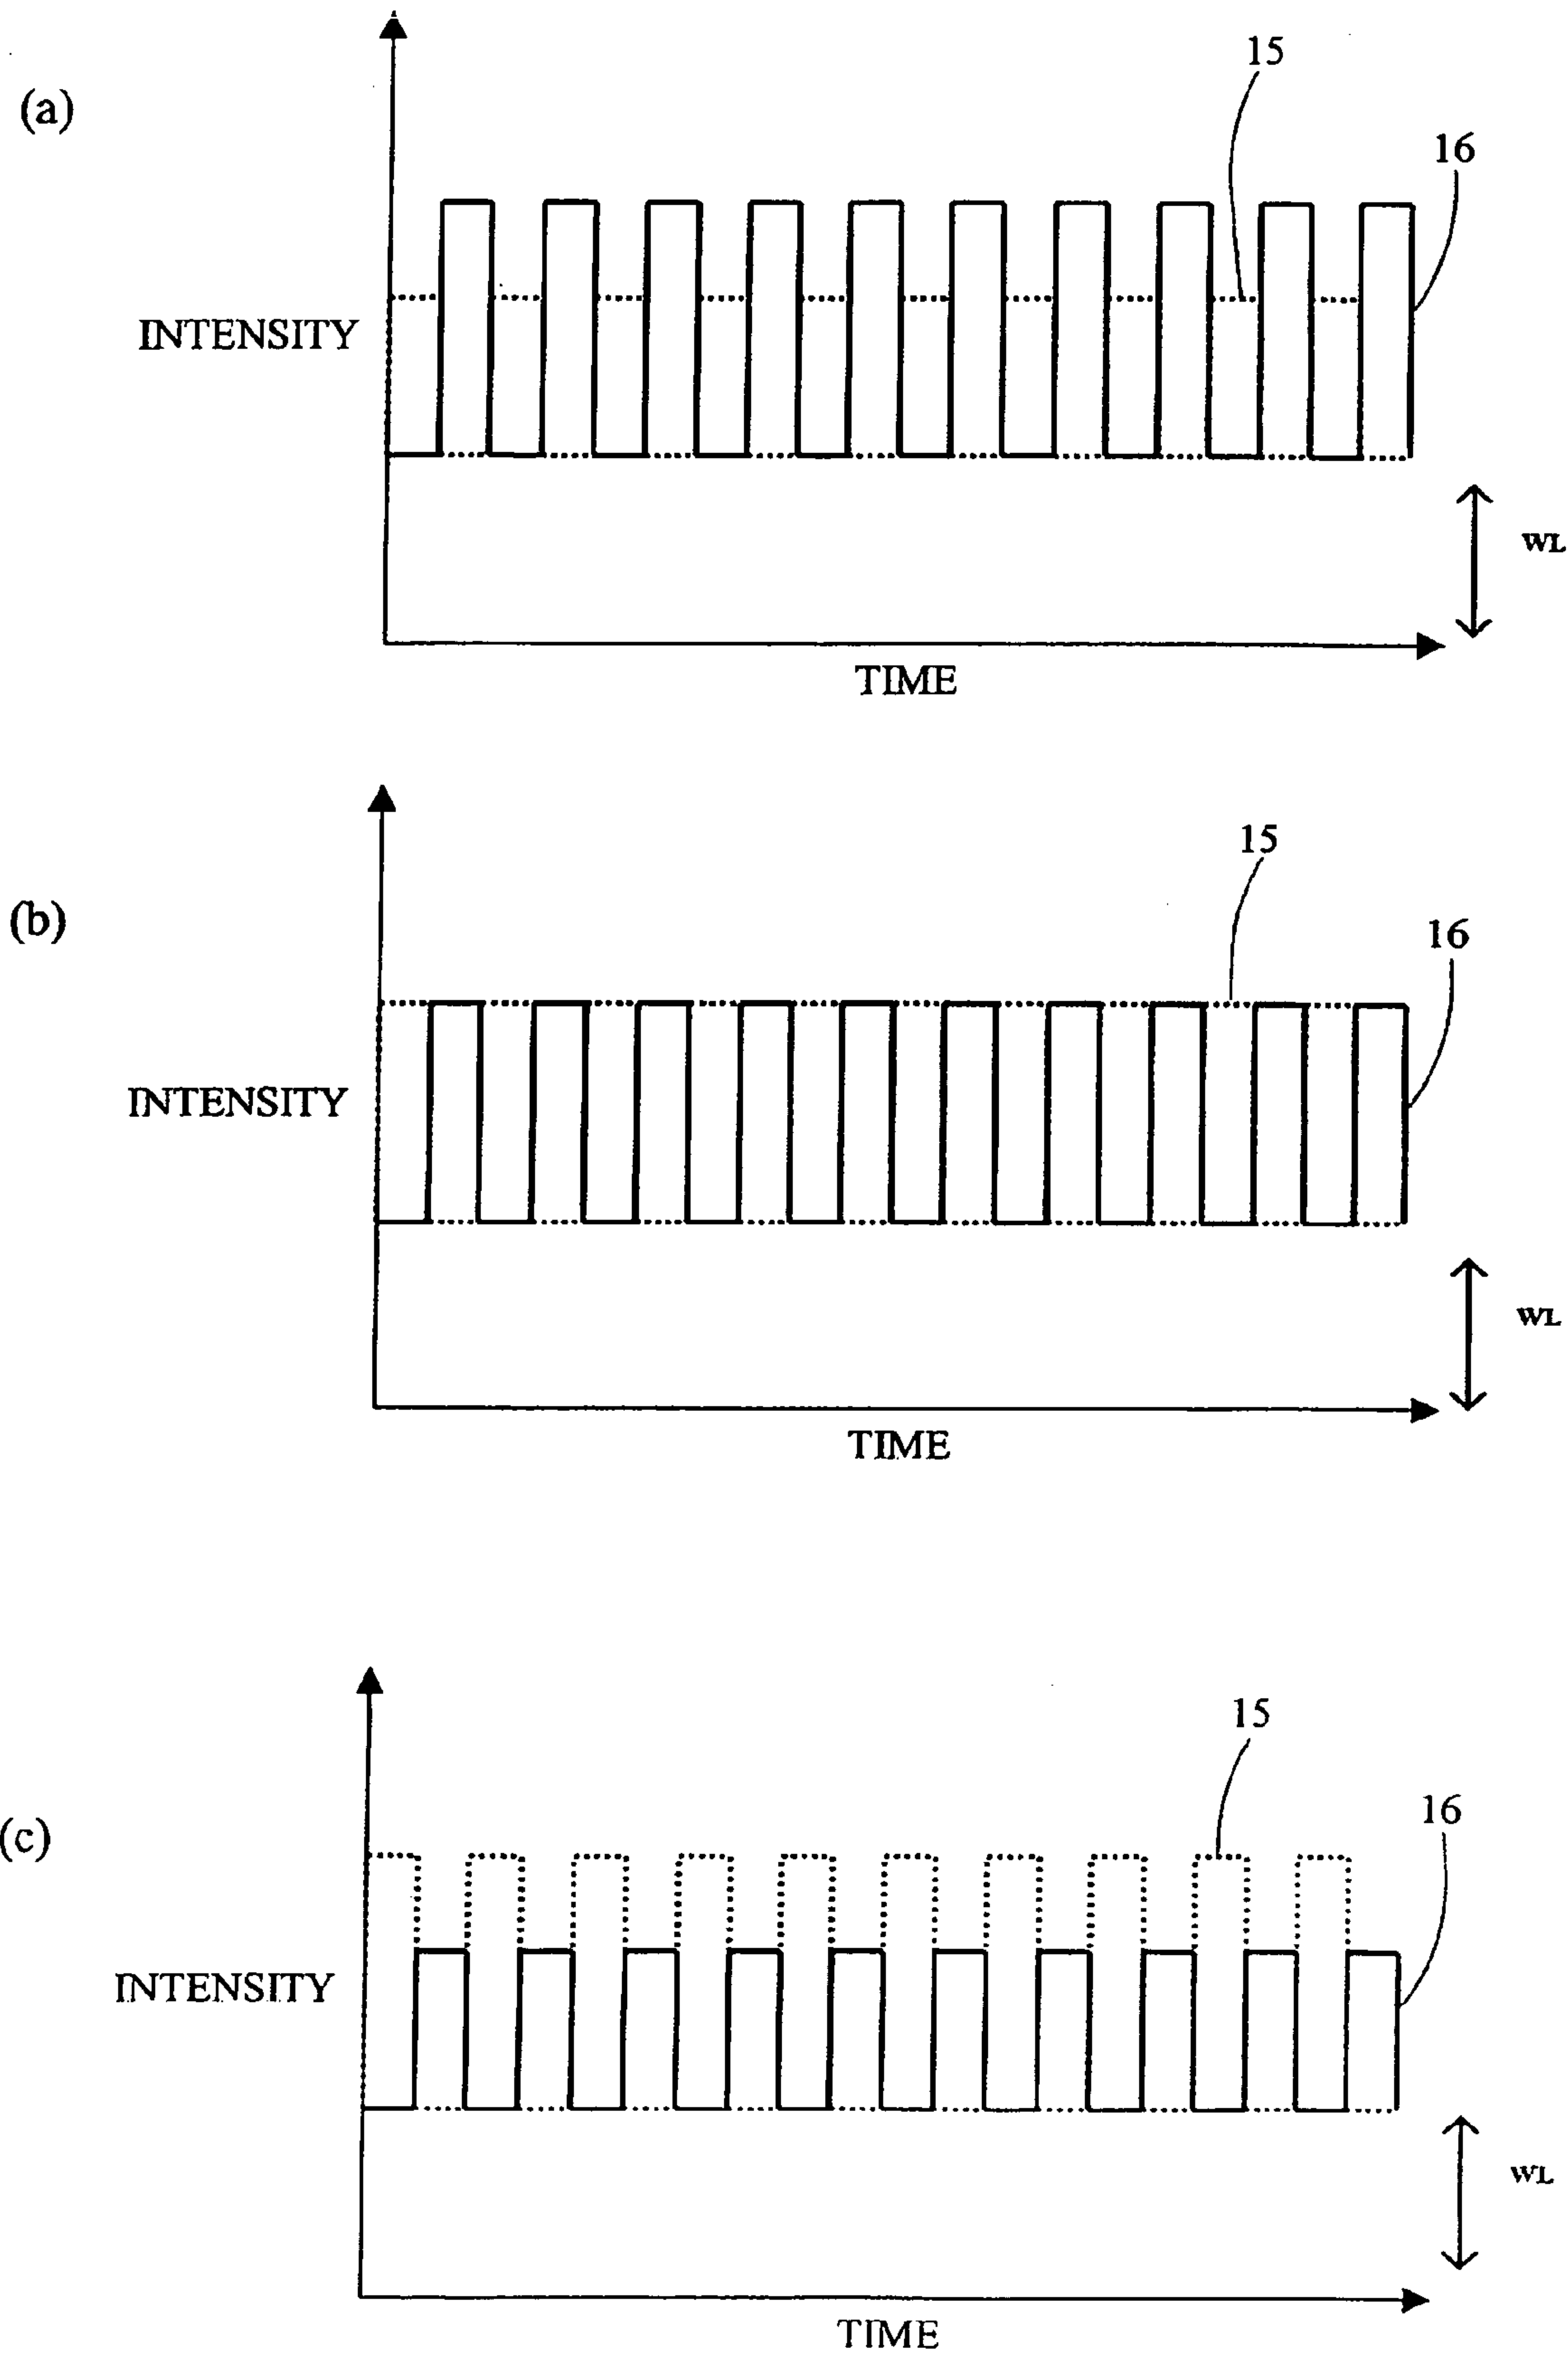 (a)
15
16
INTENSITY
WL
TIME
(b)
15
16
INTENSITY
WL
TIME
(c)
15
16
INTENSITY
WL
TIME